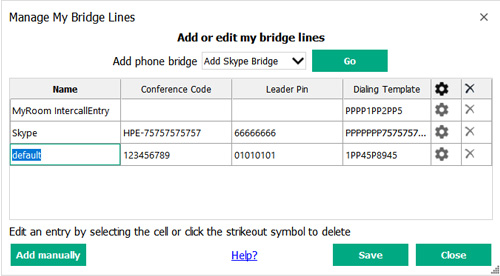 Manage My Bridge Lines
Add or edit my bridge lines
Add phone bridge Add Skype Bridge Go
Name Conference Code Leader Pin Dialing Template
MyRoom IntercallEntry PPPP1PP2PP5
Skype HPE-75757575757 66666666 PPPPPPP7575757...
default 123456789 01010101 1PP45P8945
Edit an entry by selecting the cell or click the strikeout symbol to delete
Add manually Help? Save Close